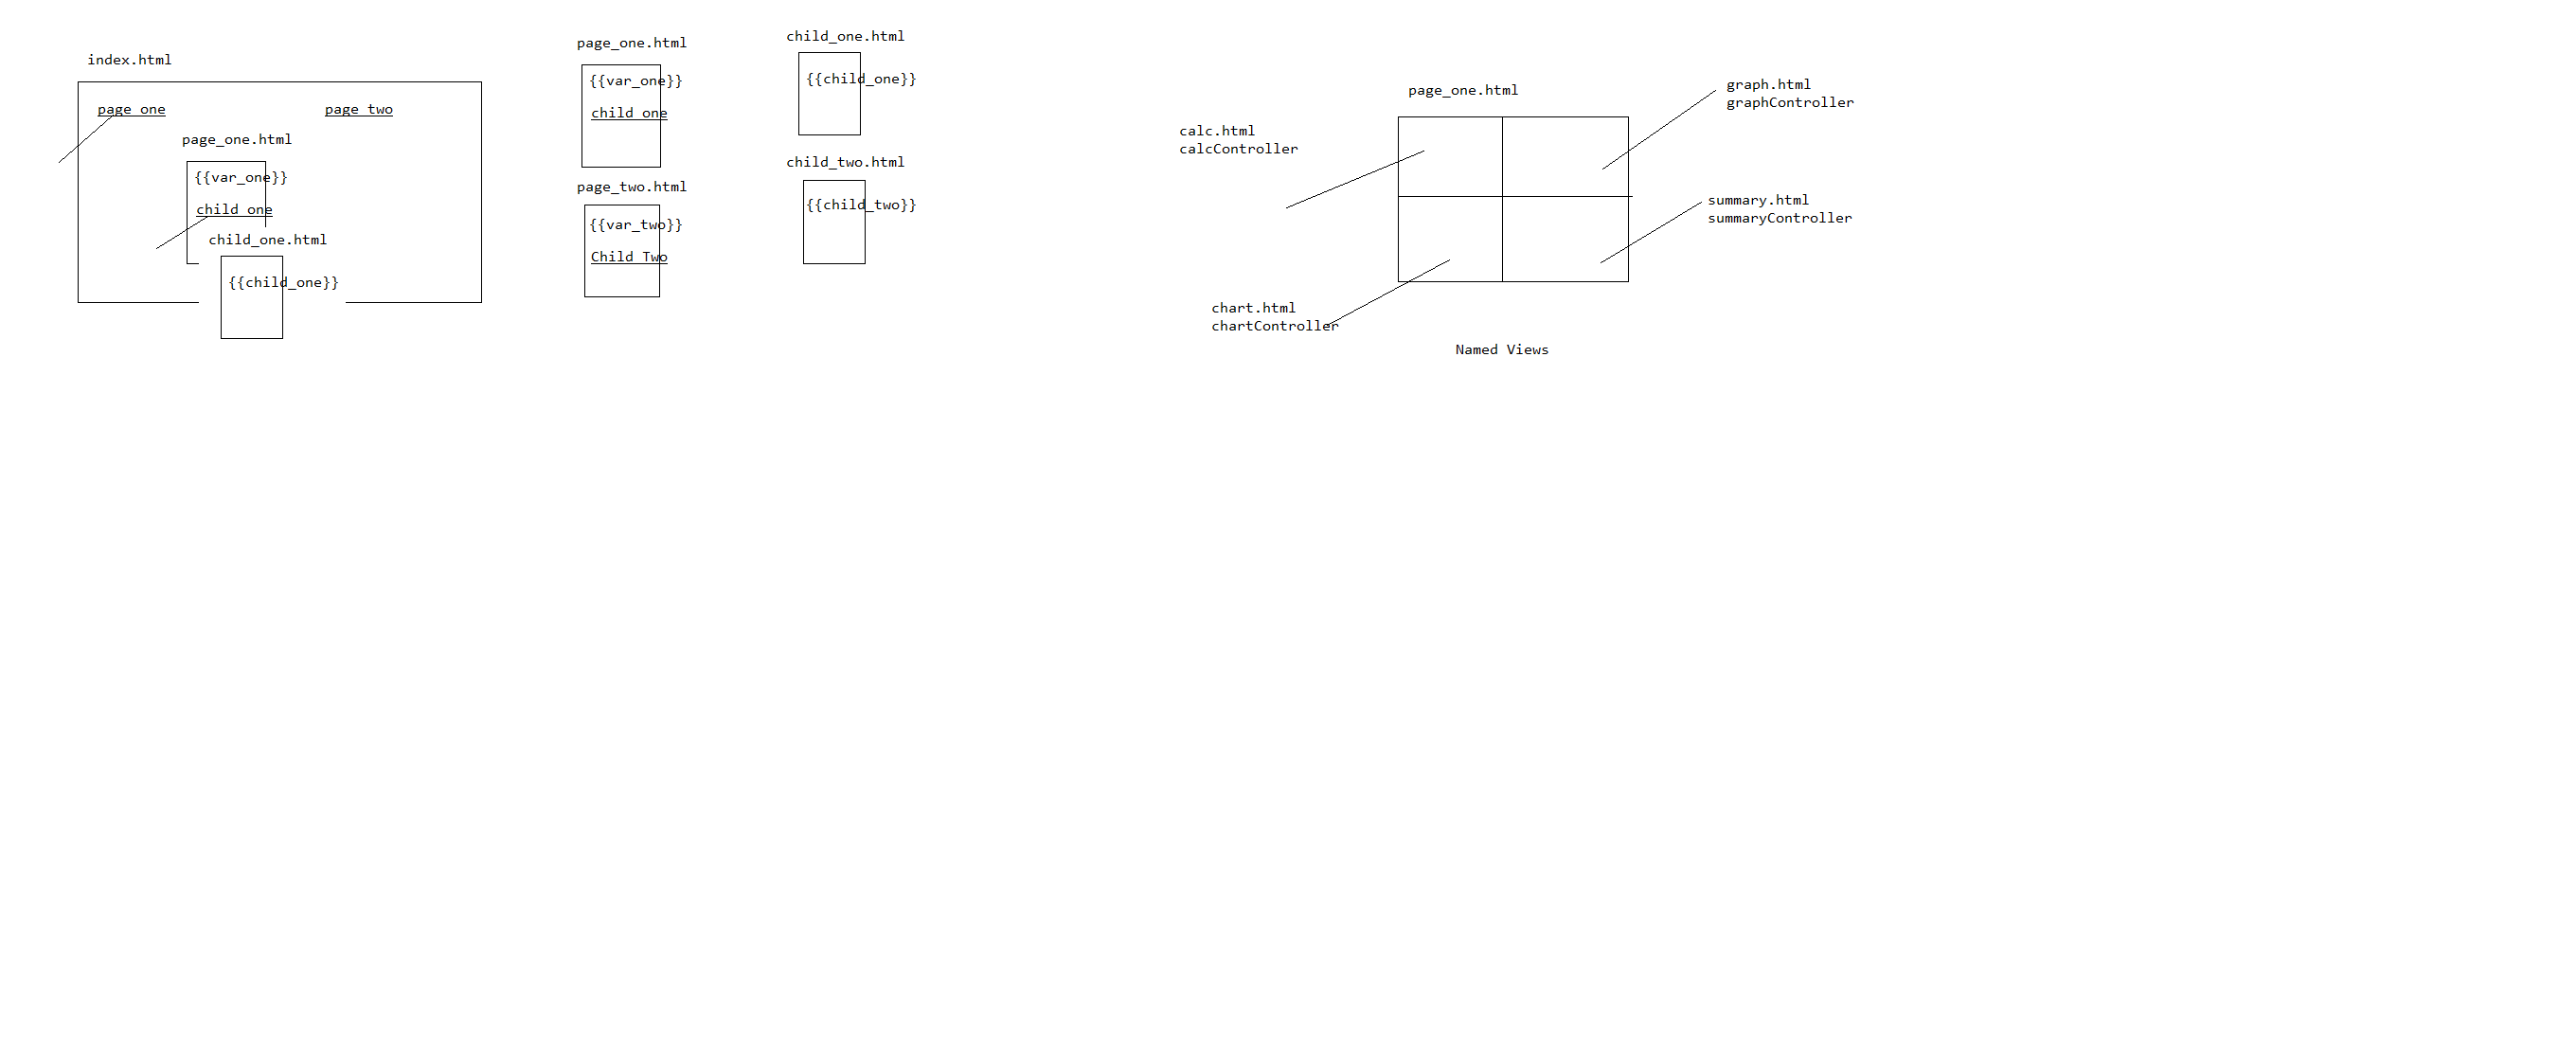 index.html
page one
page two
page_one.html
{{var_one}}
child one
child_one.html
{{child_one}}
page_one.html
{{var_one}}
child one
page_two.html
{{var_two}}
Child Two
child_one.html
{{child_one}}
child_two.html
{{child_two}}
page_one.html
calc.html
calcController
graph.html
graphController
summary.html
summaryController
chart.html
chartController
Named Views